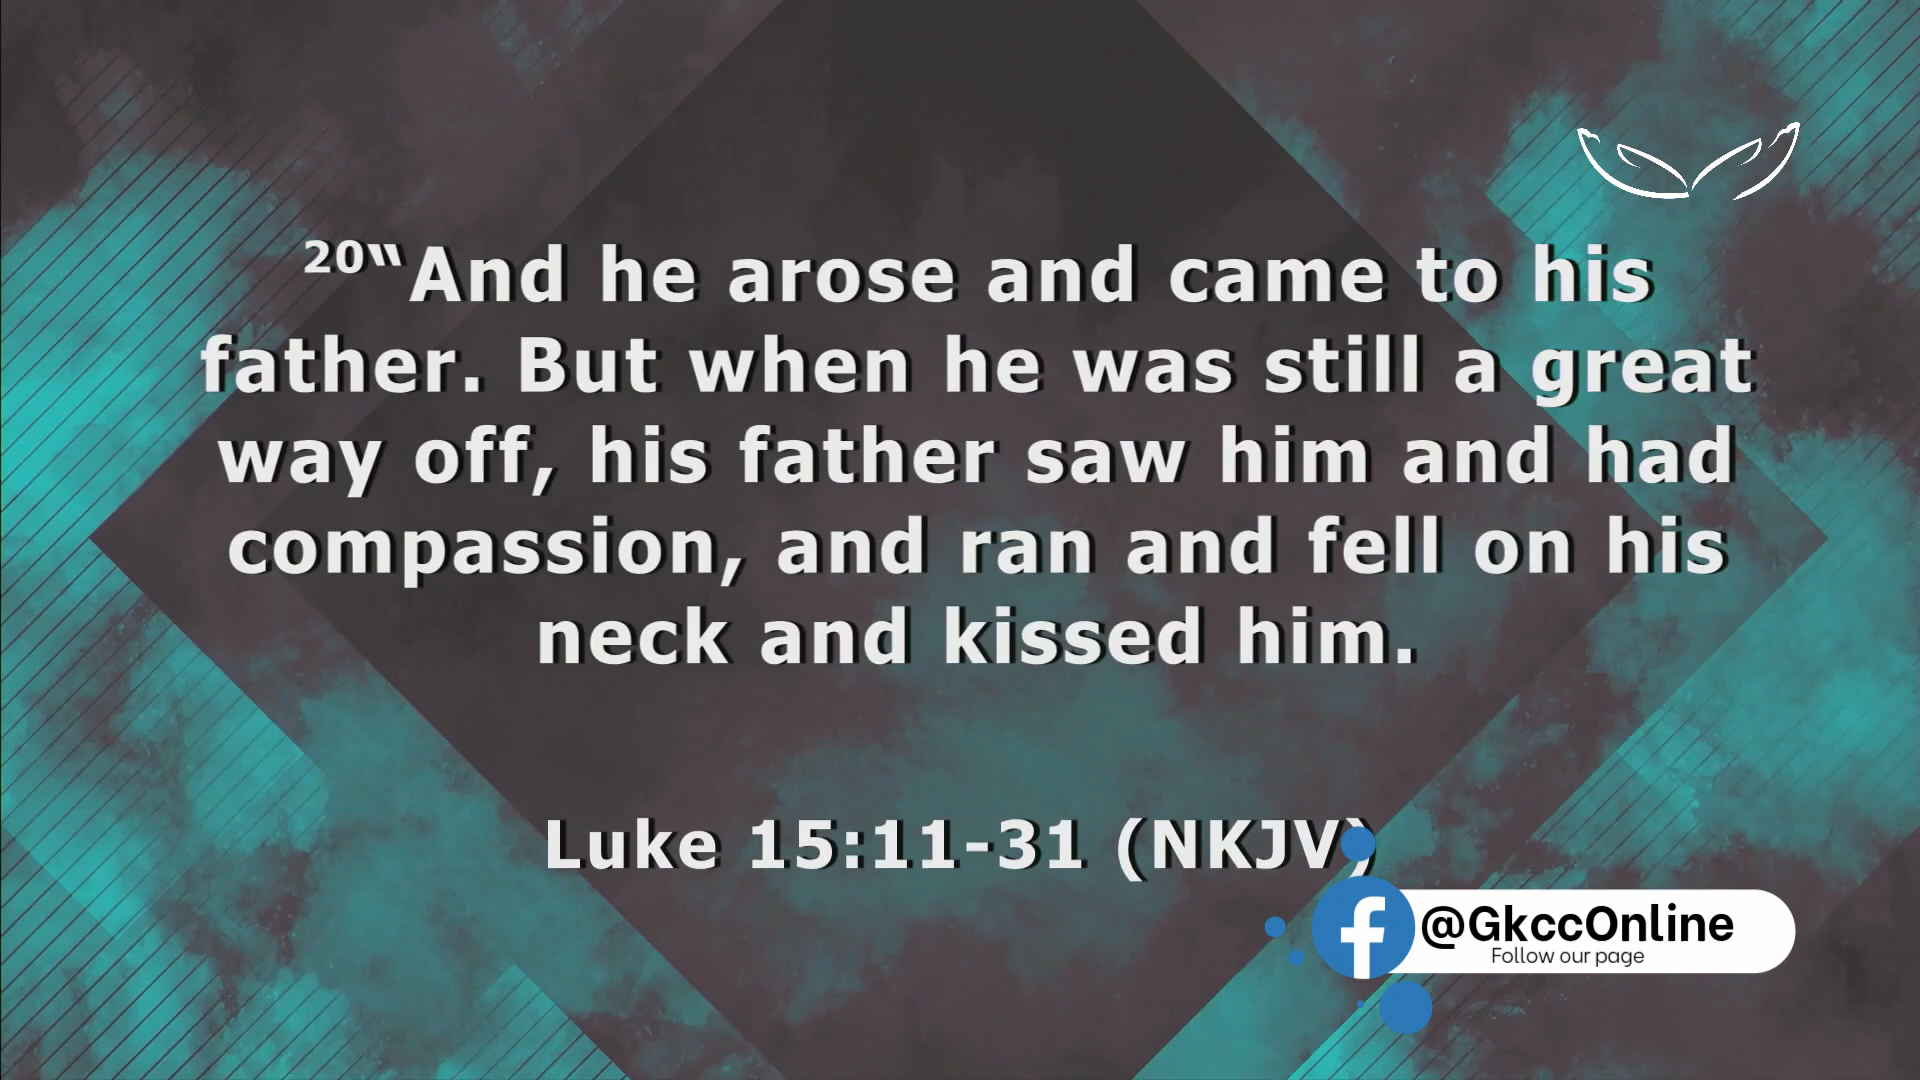 20“And he arose and came to his
father. But when he was still a great
way off, his father saw him and had
compassion, and ran and fell on his
neck and kissed him.
Luke 15:11-31 (NKJV)
@GkccOnline
Follow our page